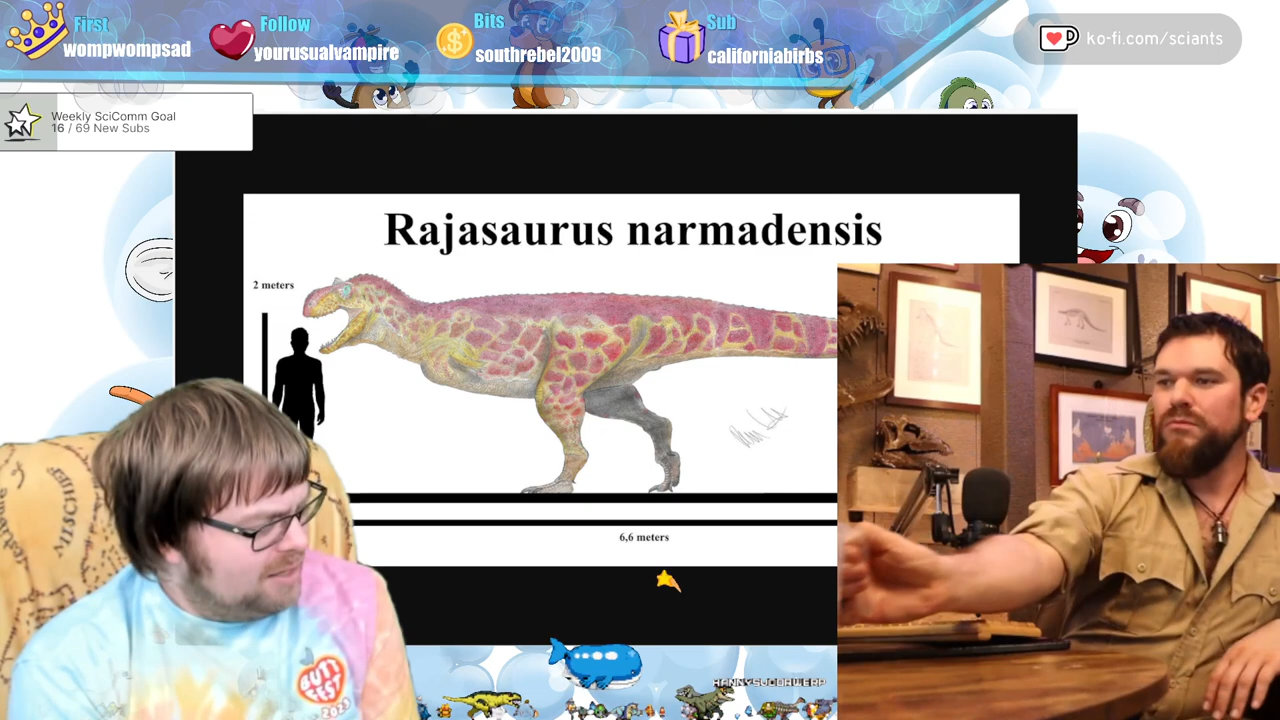 First
wompwompsad
Follow
yourusualvampire
Bits
southrebel2009
Sub
californiabirbs
ko-fi.com/sciants
Weekly SciComm Goal
16 / 69 New Subs
Rajasaurus narmadensis
2 meters
6,6 meters
MISCHIEF
BUTT
FEST
2023